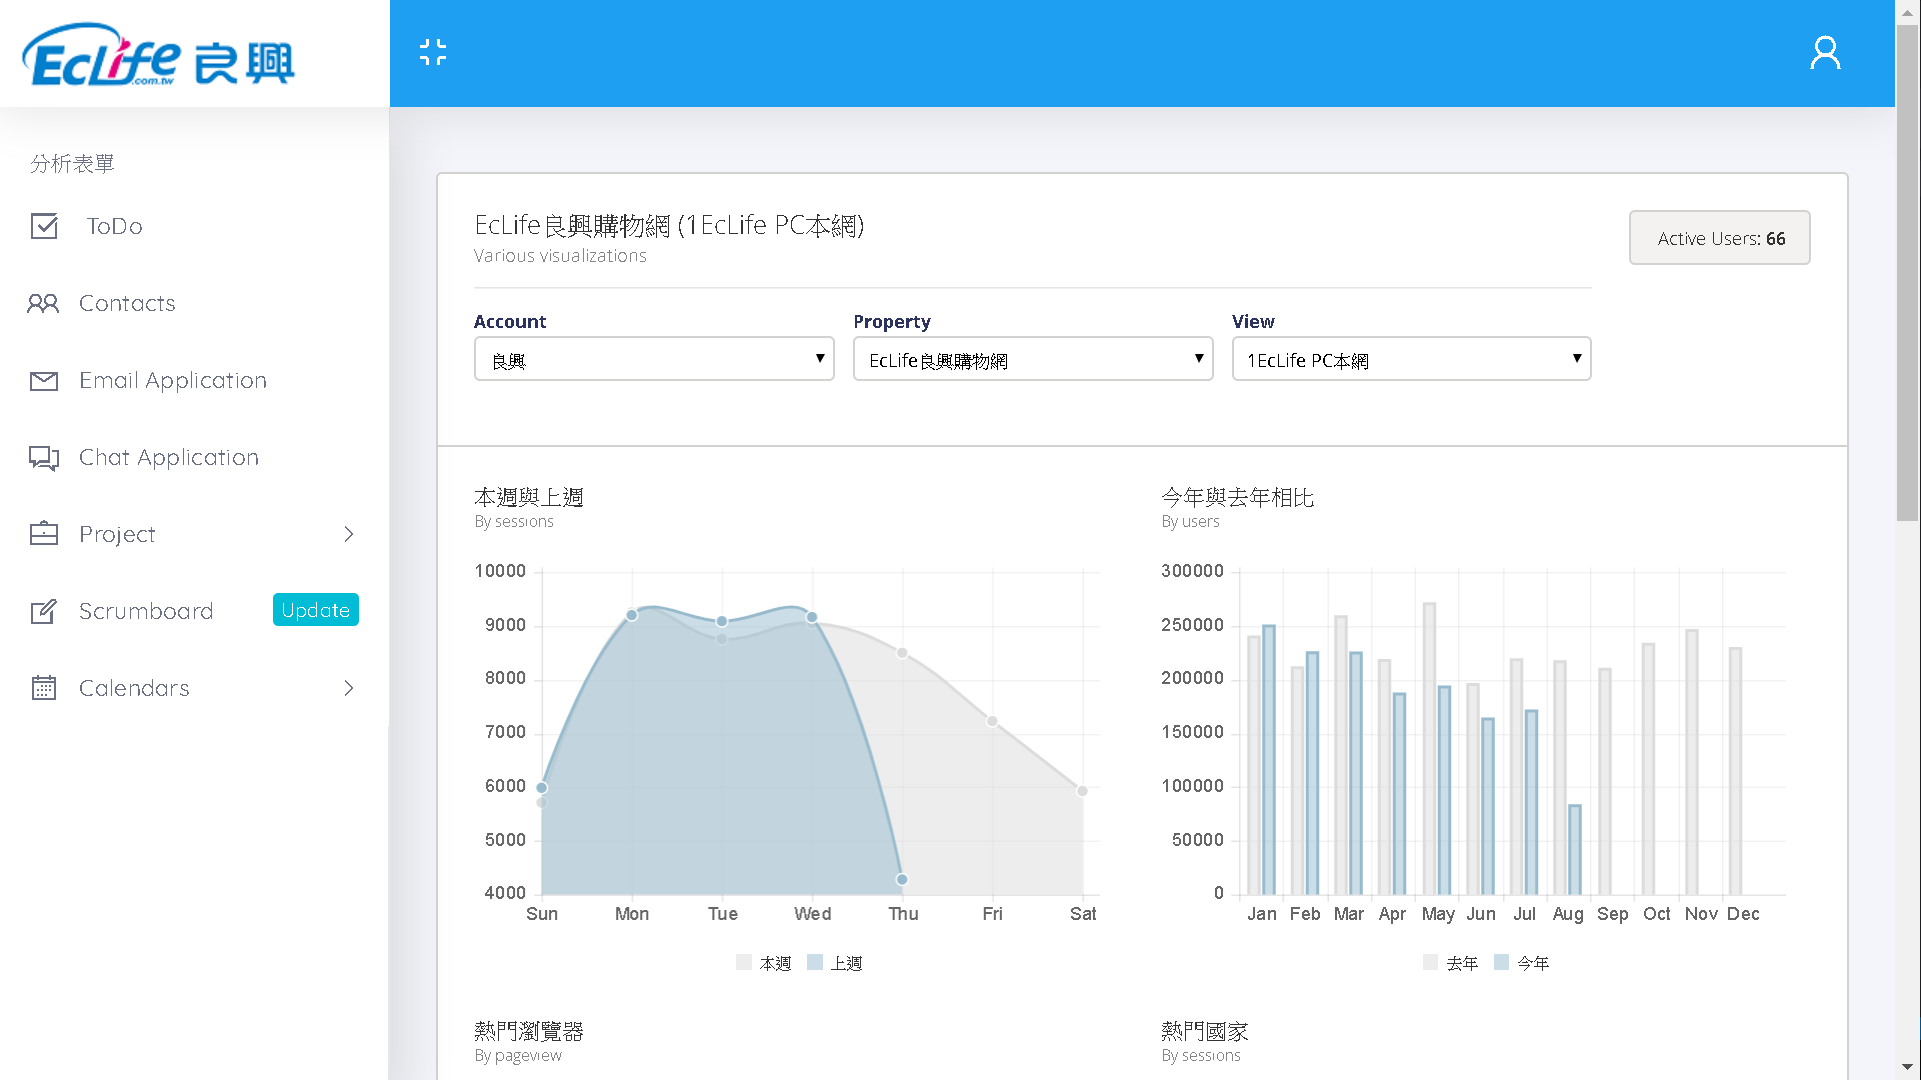 EcLife 良興
.com.tw
分析表單
ToDo
Contacts
Email Application
Chat Application
Project
Scrumboard Update
Calendars
EcLife良興購物網 (1EcLife PC本網)
Various visualizations
Active Users: 66
Account Property View
良興 EcLife良興購物網 1EcLife PC本網
本週與上週
By sessions
10000
9000
8000
7000
6000
5000
4000
Sun Mon Tue Wed Thu Fri Sat
本週 上週
今年與去年相比
By users
300000
250000
200000
150000
100000
50000
0
Jan Feb Mar Apr May Jun Jul Aug Sep Oct Nov Dec
去年 今年
熱門瀏覽器
By pageview
熱門國家
By sessions